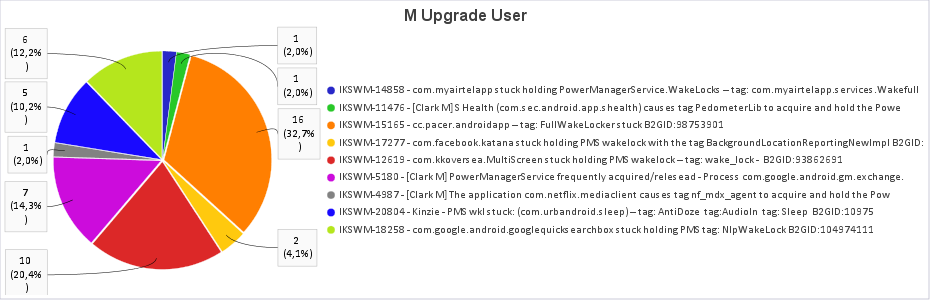 M Upgrade User
6
(12,2%
)
5
(10,2%
)
1
(2,0%)
7
(14,3%
)
10
(20,4%
)
1
(2,0%)
1
(2,0%)
16
(32,7%
)
2
(4,1%)
IKSWM-14858 - com.myairtelapp stuck holding PowerManagerService.WakeLocks -- tag: com.myairtelapp.services.Wakefull
IKSWM-11476 - [Clark M] S Health (com.sec.android.app.shealth) causes tag PedometerLib to acquire and hold the Powe
IKSWM-15165 - cc.pacer.androidapp -- tag: FullWakeLocker stuck B2GID:98753901
IKSWM-17277 - com.facebook.katana stuck holding PMS wakelock with the tag BackgroundLocationReportingNewImpl B2GID:
IKSWM-12619 - com.kkoversea.MultiScreen stuck holding PMS wakelock -- tag: wake_lock - B2GID:93862691
IKSWM-5180 - [Clark M] PowerManagerService frequently acquired/relesead - Process com.google.android.gm.exchange.
IKSWM-4987 - [Clark M] The application com.netflix.mediaclient causes tag nf_mdx_agent to acquire and hold the Pow
IKSWM-20804 - Kinzie - PMS wkl stuck: (com.urbandroid.sleep) -- tag: AntiDoze tag:AudioIn tag: Sleep B2GID:10975
IKSWM-18258 - com.google.android.googlequicksearchbox stuck holding PMS tag: NlpWakeLock B2GID:104974111